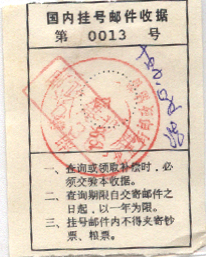 国内挂号邮件收据
第 0013 号
一、查询或领取补偿时，必
须交验本收据。
二、查询期限自交寄邮件之
日起，以一年为限。
三、挂号邮件内不得夹寄钞
票、粮票。